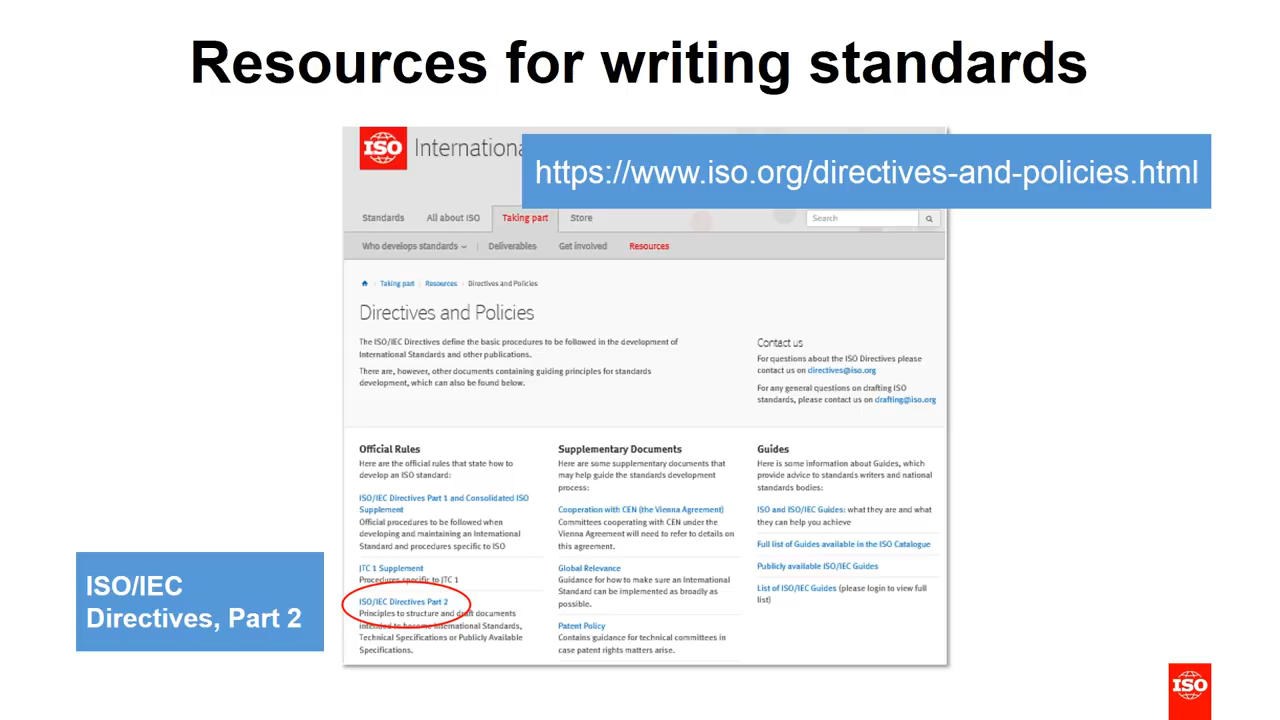 Resources for writing standards
ISO
Internationa
https://www.iso.org/directives-and-policies.html
Standards
All about ISO
Taking part
Store
Search
Who develops standards
Deliverables
Get involved
Resources
Taking part
Resources
Directives and Policies
Directives and Policies
The ISO/IEC Directives define the basic procedures to be followed in the development of
International Standards and other publications.
There are, however, other documents containing guiding principles for standards
development, which can also be found below.
Contact us
For questions about the ISO Directives please
contact us on directives@iso.org
For any general questions on drafting ISO
standards, please contact us on drafting@iso.org
Official Rules
Here are the official rules that state how to
develop an ISO standard:
ISO/IEC Directives Part 1 and Consolidated ISO
Supplement
Official procedures to be followed when
developing and maintaining an International
Standard and procedures specific to ISO
JTC 1 Supplement
Procedures specific to JTC 1
ISO/IEC Directives Part 2
Principles to structure and draft documents
intended to become International Standards,
Technical Specifications or Publicly Available
Specifications.
Supplementary Documents
Here are some supplementary documents that
may help guide the standards development
process:
Cooperation with CEN (the Vienna Agreement)
Committees cooperating with CEN under the
Vienna Agreement will need to refer to details on
this agreement.
Global Relevance
Guidance for how to make sure an International
Standard can be implemented as broadly as
possible.
Patent Policy
Contains guidance for technical committees in
case patent rights matters arise.
Guides
Here is some information about Guides, which
provide advice to standards writers and national
standards bodies:
ISO and ISO/IEC Guides: what they are and what
they can help you achieve
Full list of Guides available in the ISO Catalogue
Publicly available ISO/IEC Guides
List of ISO/IEC Guides (please login to view full
list)
ISO/IEC
Directives, Part 2
ISO